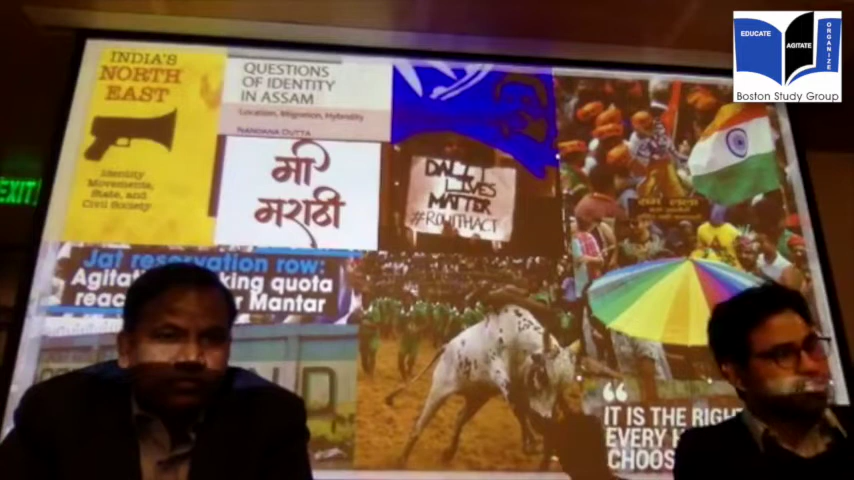 EDUCATE
AGITATE
ORGANIZE
Boston Study Group
EXIT
INDIA'S
NORTH
EAST
Identity
Movements,
State, and
Civil Society
QUESTIONS
OF IDENTITY
IN ASSAM
Location, Migration, Hybridity
NANDANA DUTTA
मी
मराठी
DALIT
LIVES
MATTER
#ROHITHACT
Jat reservation row:
Agitat king quota
reac r Mantar
“
IT IS THE RIGHT
EVERY
CHOOS